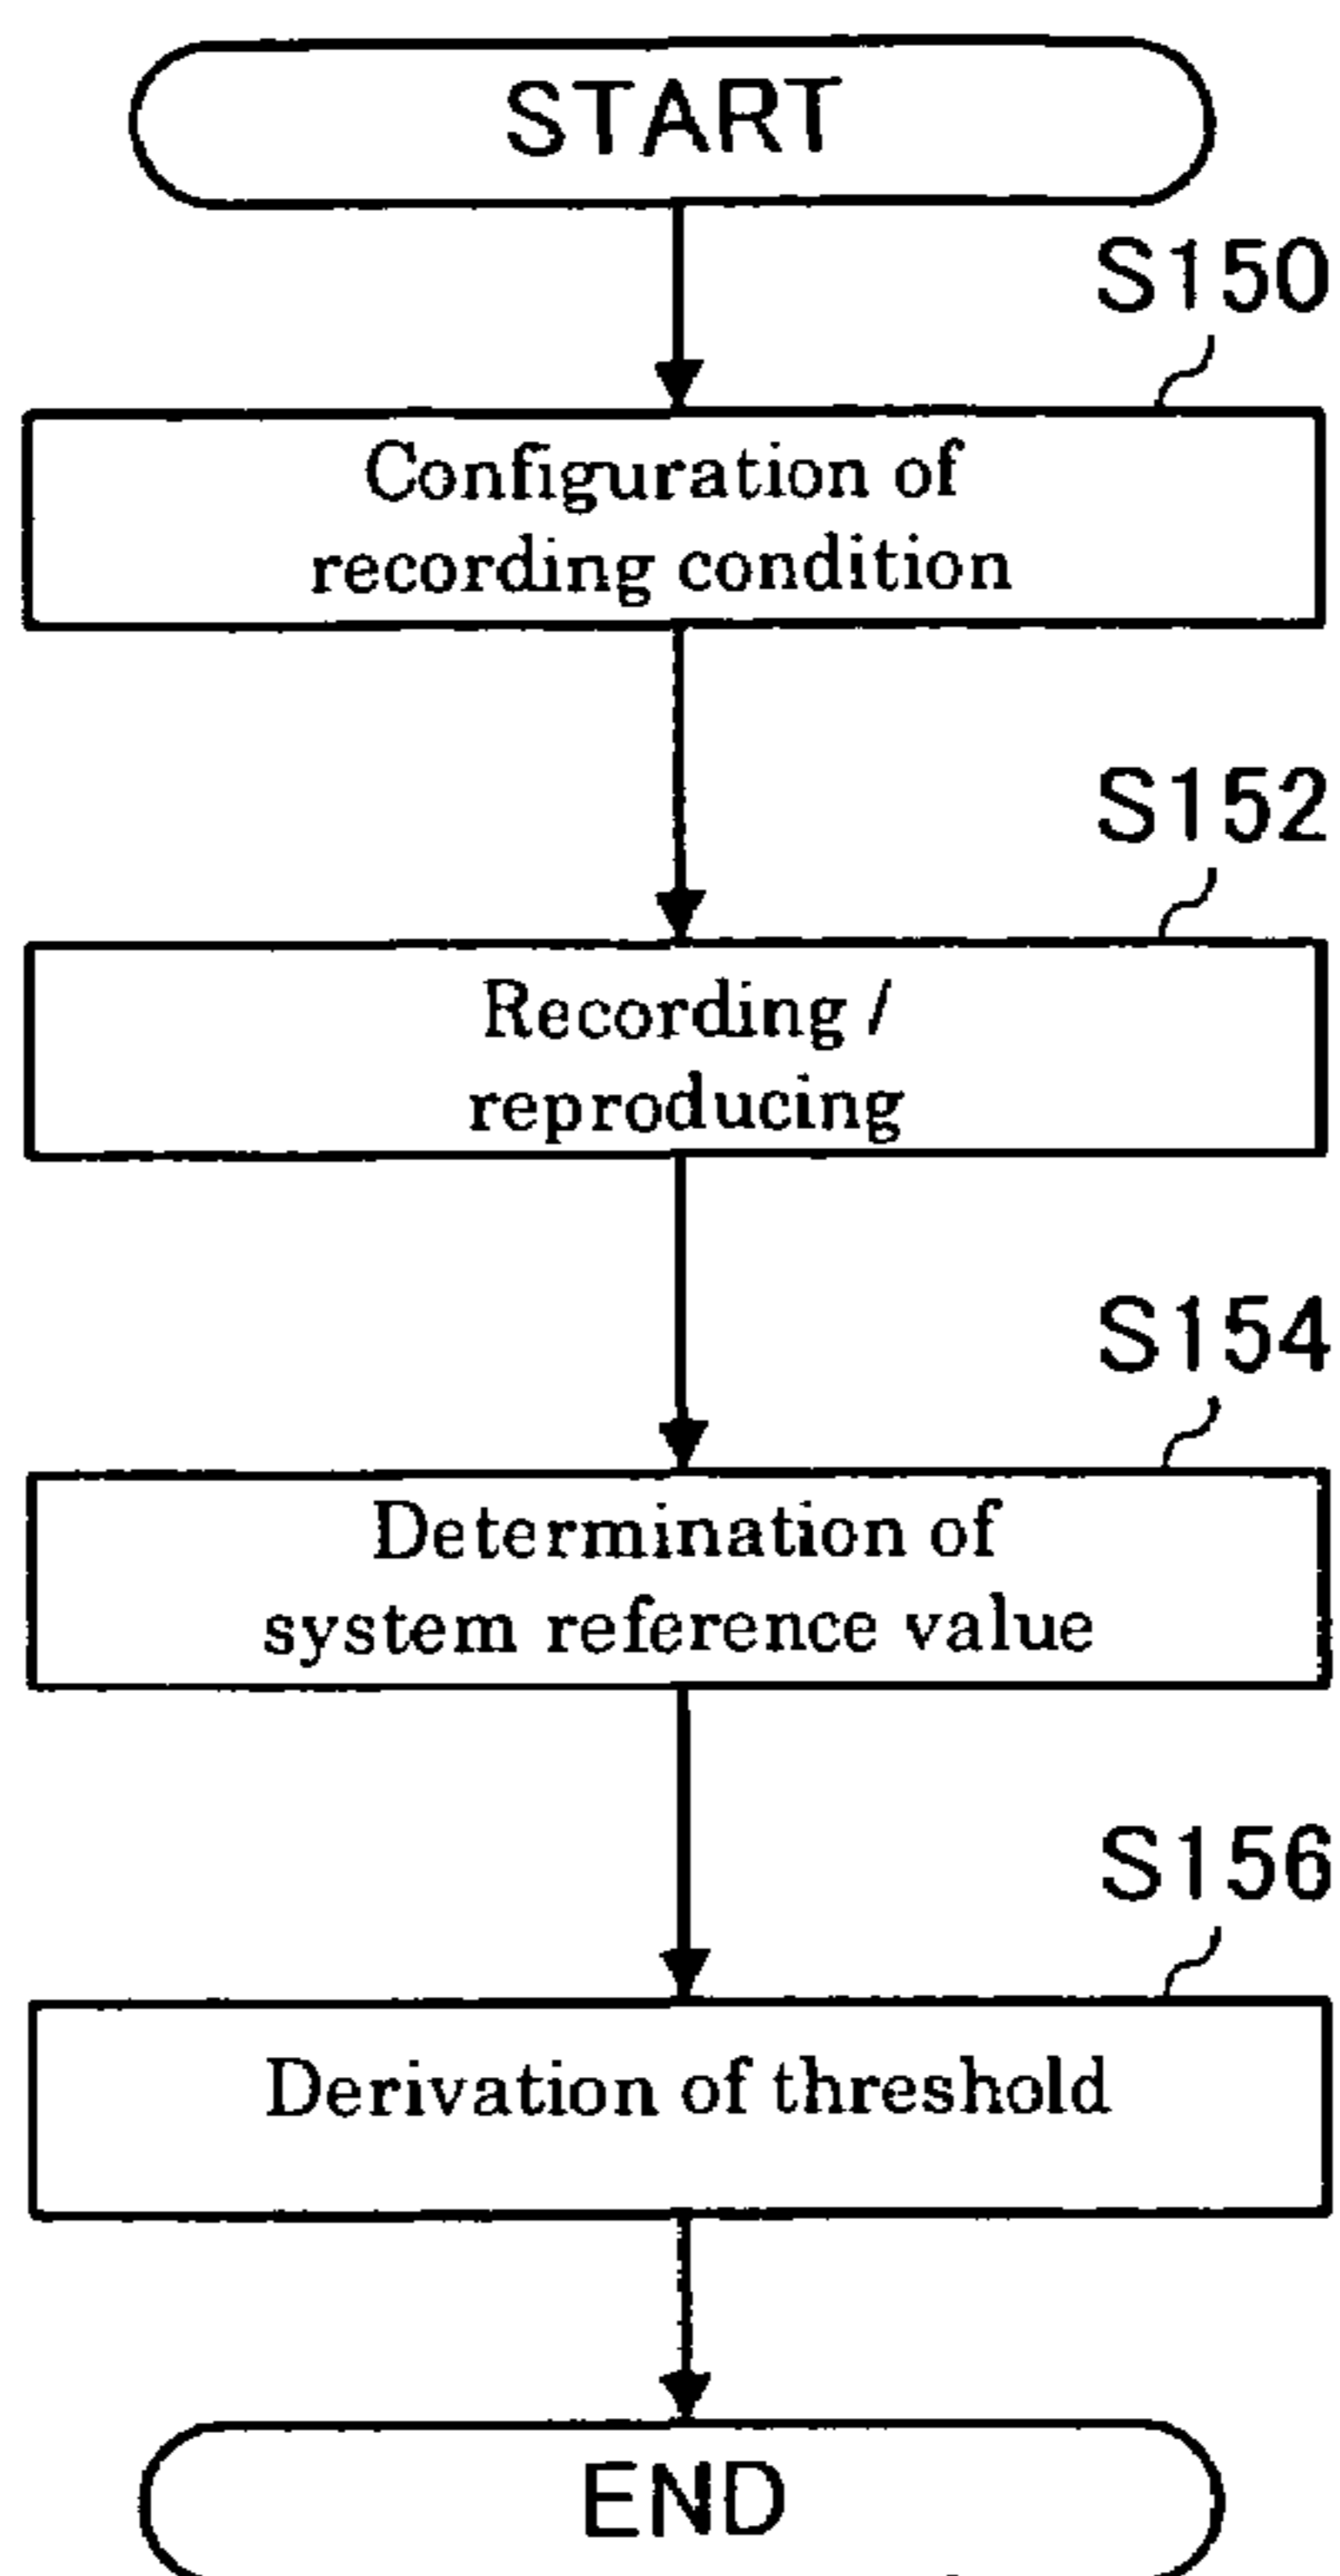 START
S150
Configuration of
recording condition
S152
Recording /
reproducing
S154
Determination of
system reference value
S156
Derivation of threshold
END